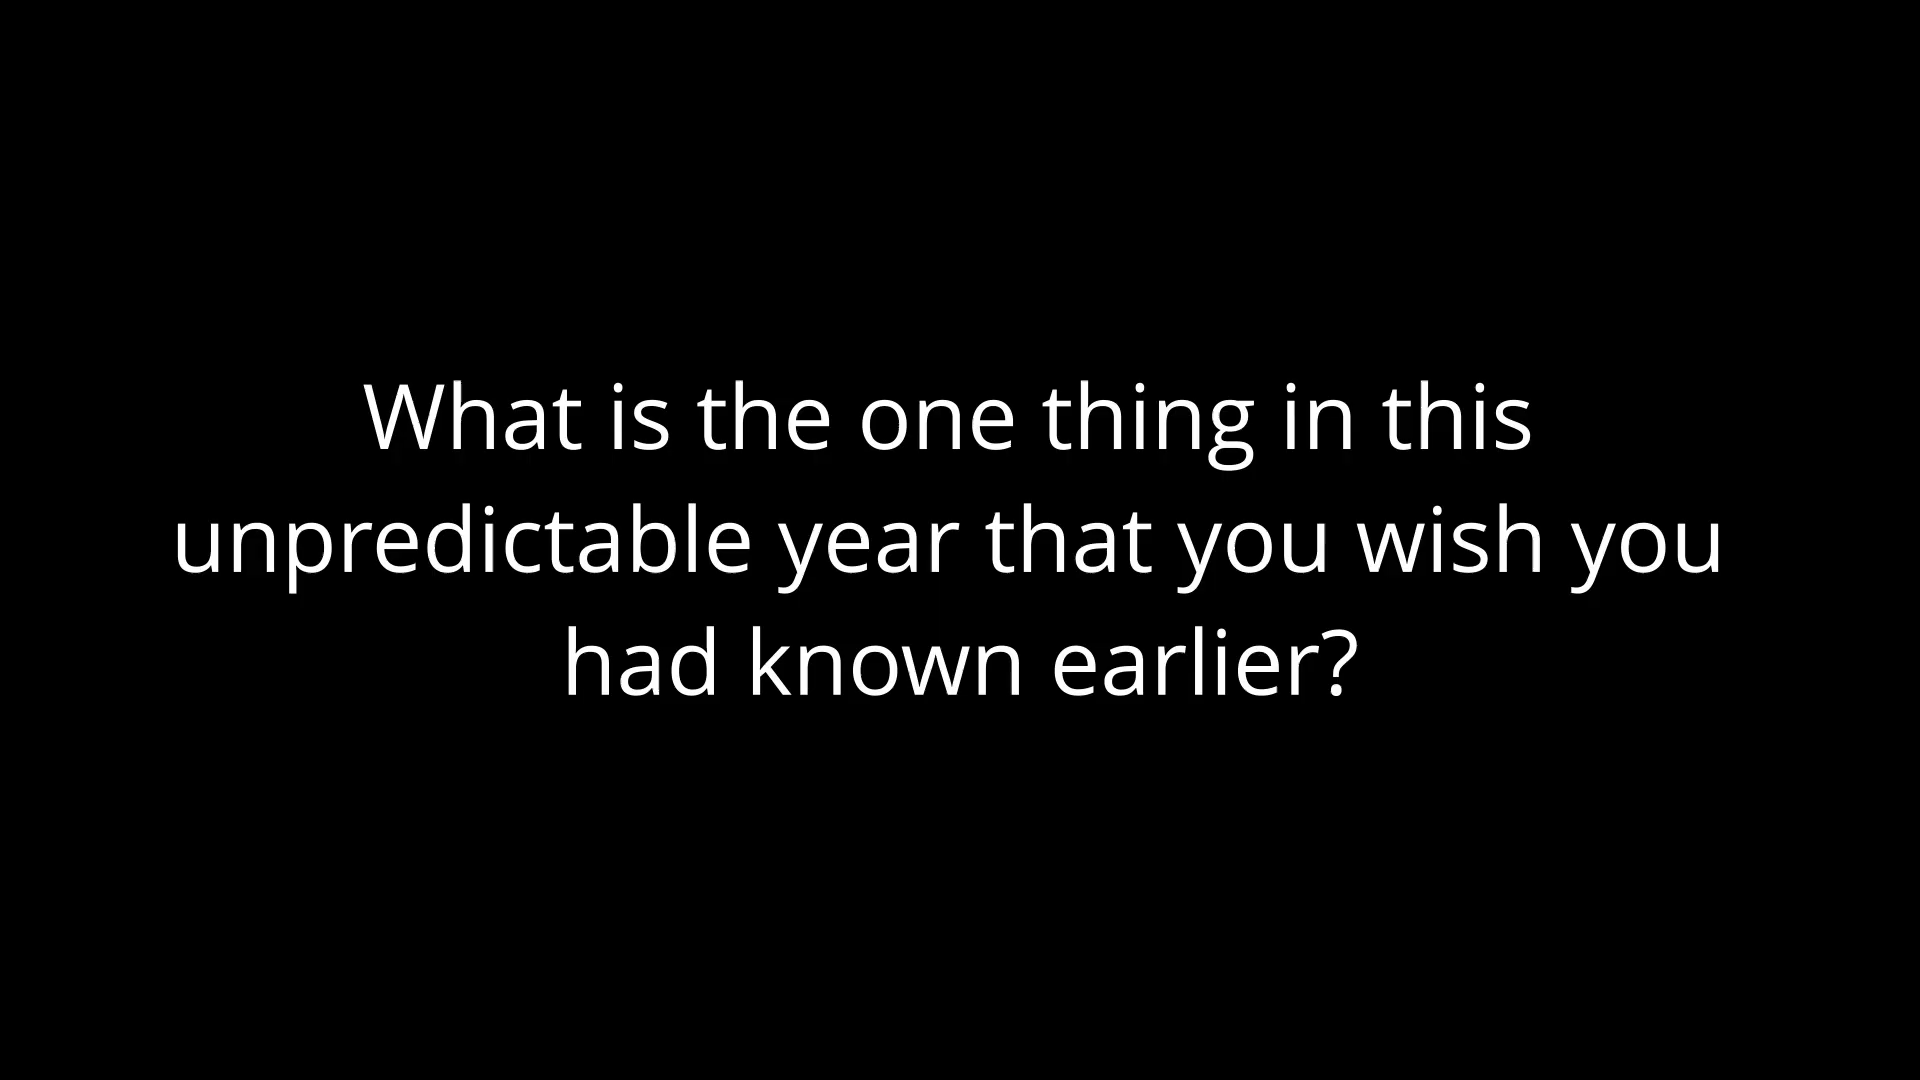 What is the one thing in this
unpredictable year that you wish you
had known earlier?